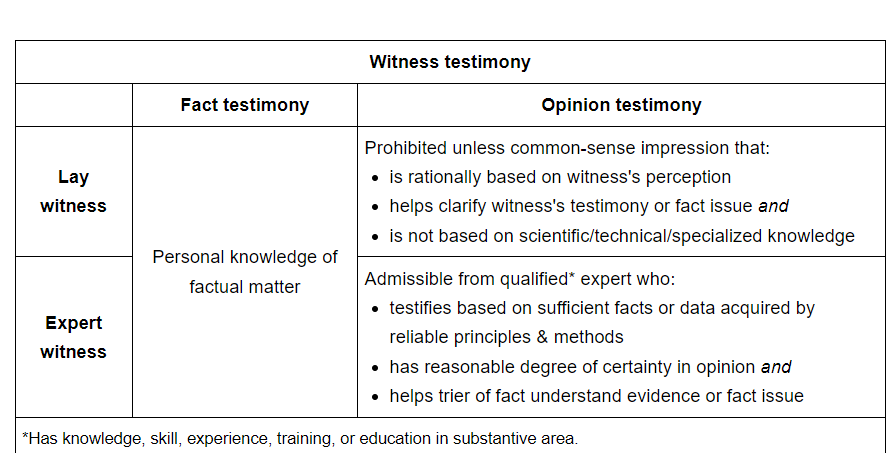 Witness testimony
Fact testimony
Opinion testimony
Lay
witness
Personal knowledge of
factual matter
Prohibited unless common-sense impression that:
• is rationally based on witness's perception
• helps clarify witness's testimony or fact issue and
• is not based on scientific/technical/specialized knowledge
Expert
witness
Admissible from qualified* expert who:
• testifies based on sufficient facts or data acquired by
reliable principles & methods
• has reasonable degree of certainty in opinion and
• helps trier of fact understand evidence or fact issue
*Has knowledge, skill, experience, training, or education in substantive area.